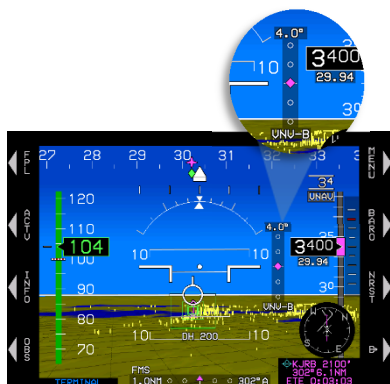 4.0°
3400
10 10
29.94
VNV-B
27 29 30 31 32 33
FPL
MENU
120
34
VNAV
110
4.0°
ACTV
BARO
104
3400
100
10 10
29.94
INFO
NRST
90
VNV-B
80
DH 200
OBS
70
10 10
KJRB 2100'
302° 6.1NM
FMS
1.0NM
302°A
ETE 0:03:03
TERMINAL